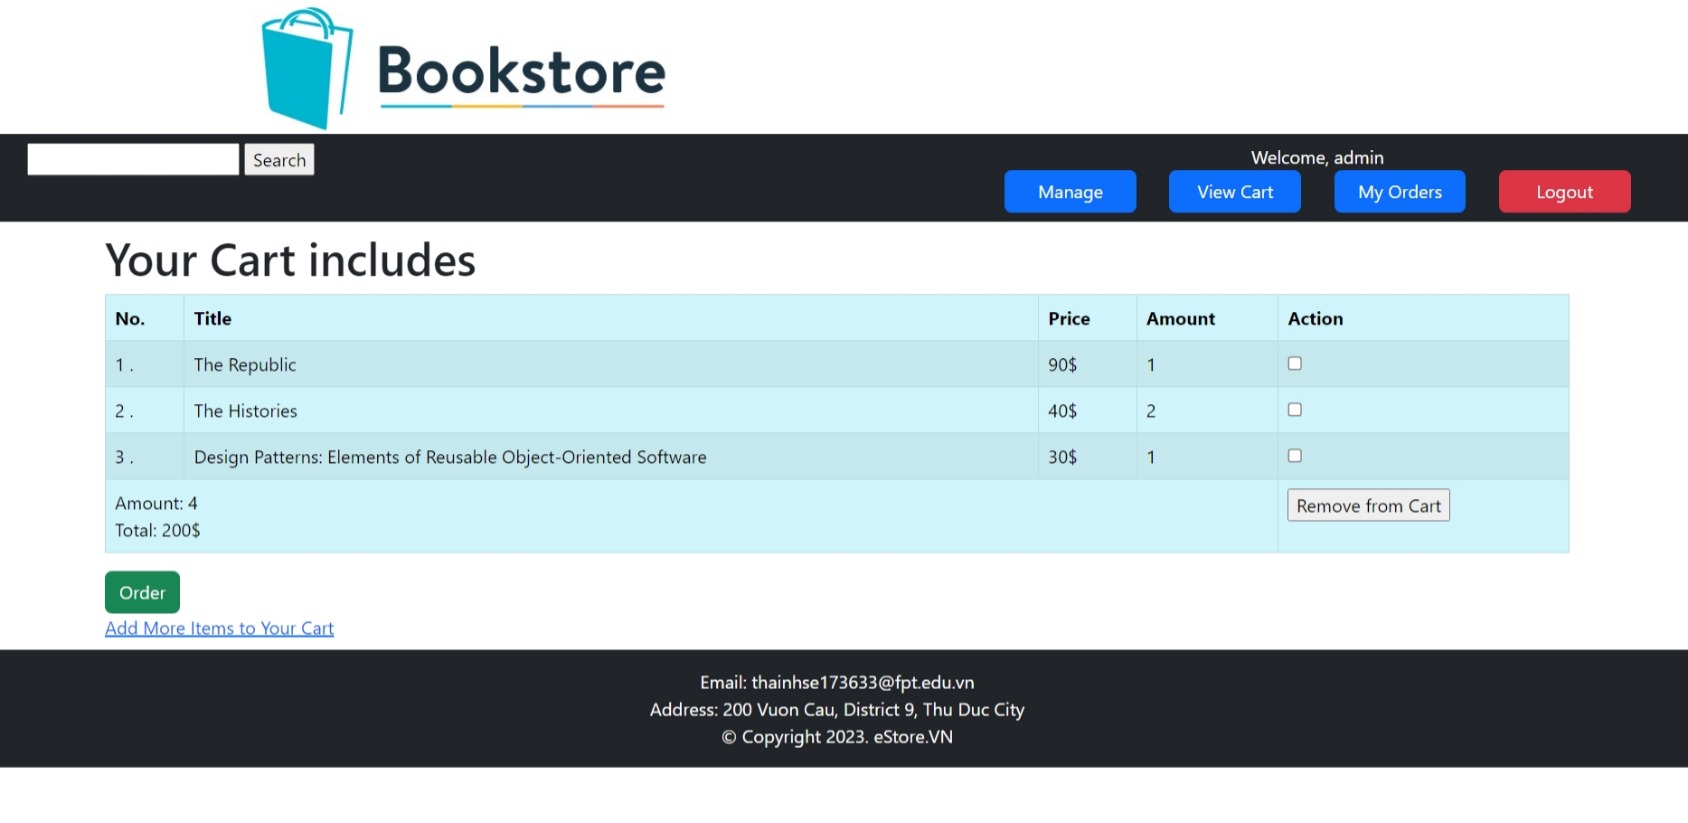 Bookstore
Search
Welcome, admin
Manage View Cart My Orders Logout
Your Cart includes
No. Title Price Amount Action
1 . The Republic 90$ 1
2 . The Histories 40$ 2
3 . Design Patterns: Elements of Reusable Object-Oriented Software 30$ 1
Amount: 4
Remove from Cart
Total: 200$
Order
Add More Items to Your Cart
Email: thainhse173633@fpt.edu.vn
Address: 200 Vuon Cau, District 9, Thu Duc City
© Copyright 2023. eStore.VN